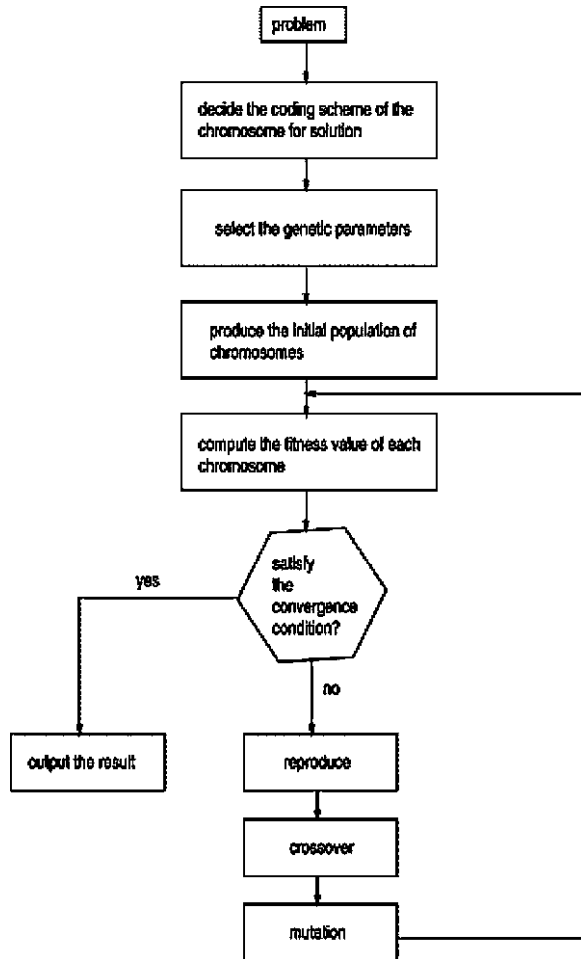 problem
decide the coding scheme of the
chromosome for solution
select the genetic parameters
produce the initial population of
chromosomes
compute the fitness value of each
chromosome
satisfy
the
convergence
condition?
yes
no
output the result
reproduce
crossover
mutation